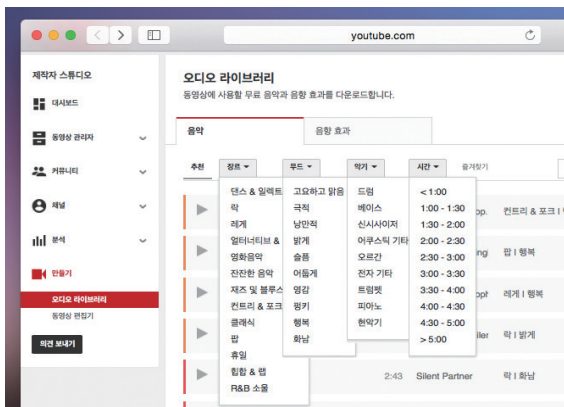 youtube.com
제작자 스튜디오
대시보드
동영상 관리자
커뮤니티
채널
분석
만들기
오디오 라이브러리
동영상 편집기
의견 보내기
오디오 라이브러리
동영상에 사용할 무료 음악과 음향 효과를 다운로드합니다.
음악
음향 효과
추천
장르
무드
악기
시간
즐겨찾기
댄스 & 일렉트
락
레게
얼터너티브 &
영화음악
잔잔한 음악
재즈 및 블루스
컨트리 & 포크
클래식
팝
휴일
힙합 & 랩
R&B 소울
고요하고 맑음
극적
낭만적
밝게
슬픔
어둡게
영감
펑키
행복
화남
드럼
베이스
신시사이저
어쿠스틱 기타
오르간
전자 기타
트럼펫
피아노
현악기
< 1:00
1:00 - 1:30
1:30 - 2:00
2:00 - 2:30
2:30 - 3:00
3:00 - 3:30
3:30 - 4:00
4:00 - 4:30
4:30 - 5:00
> 5:00
컨트리 & 포크 I
팝 I 행복
레게 I 행복
락 I 밝게
2:43 Silent Partner 락 I 화남